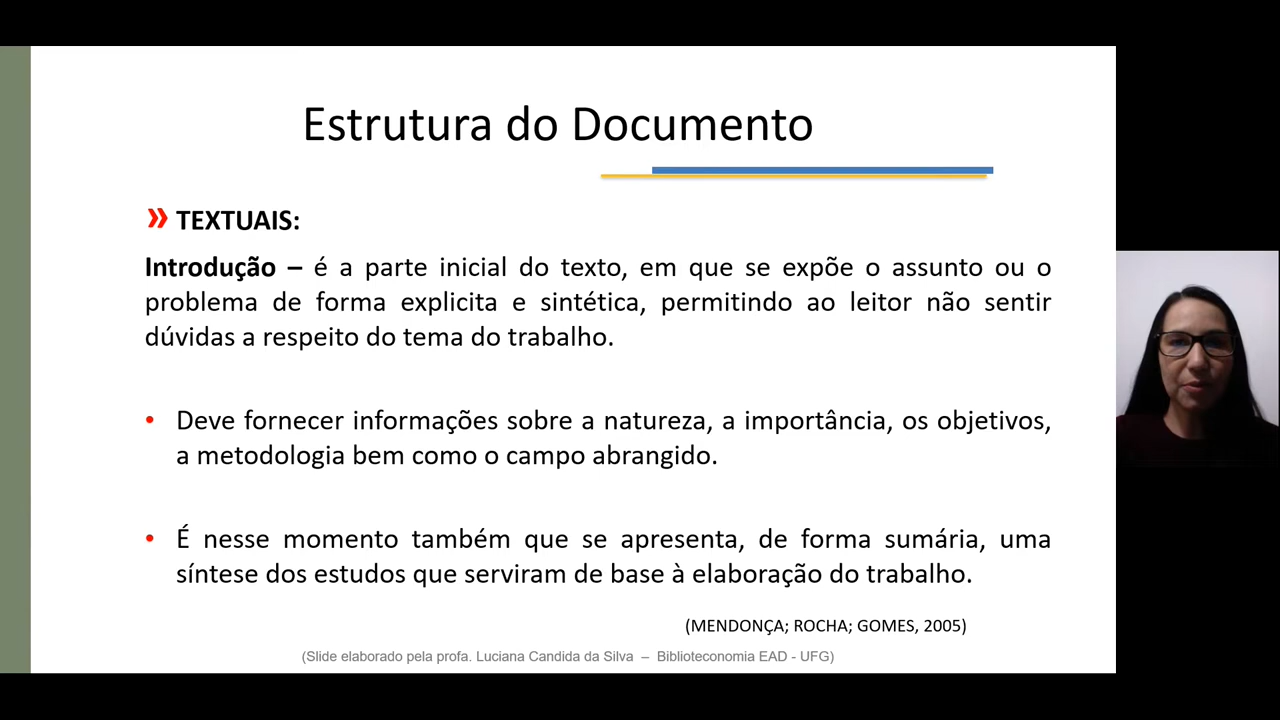 Estrutura do Documento
» TEXTUAIS:
Introdução – é a parte inicial do texto, em que se expõe o assunto ou o
problema de forma explicita e sintética, permitindo ao leitor não sentir
dúvidas a respeito do tema do trabalho.
• Deve fornecer informações sobre a natureza, a importância, os objetivos,
a metodologia bem como o campo abrangido.
• É nesse momento também que se apresenta, de forma sumária, uma
síntese dos estudos que serviram de base à elaboração do trabalho.
(MENDONÇA; ROCHA; GOMES, 2005)
(Slide elaborado pela profa. Luciana Candida da Silva – Biblioteconomia EAD - UFG)